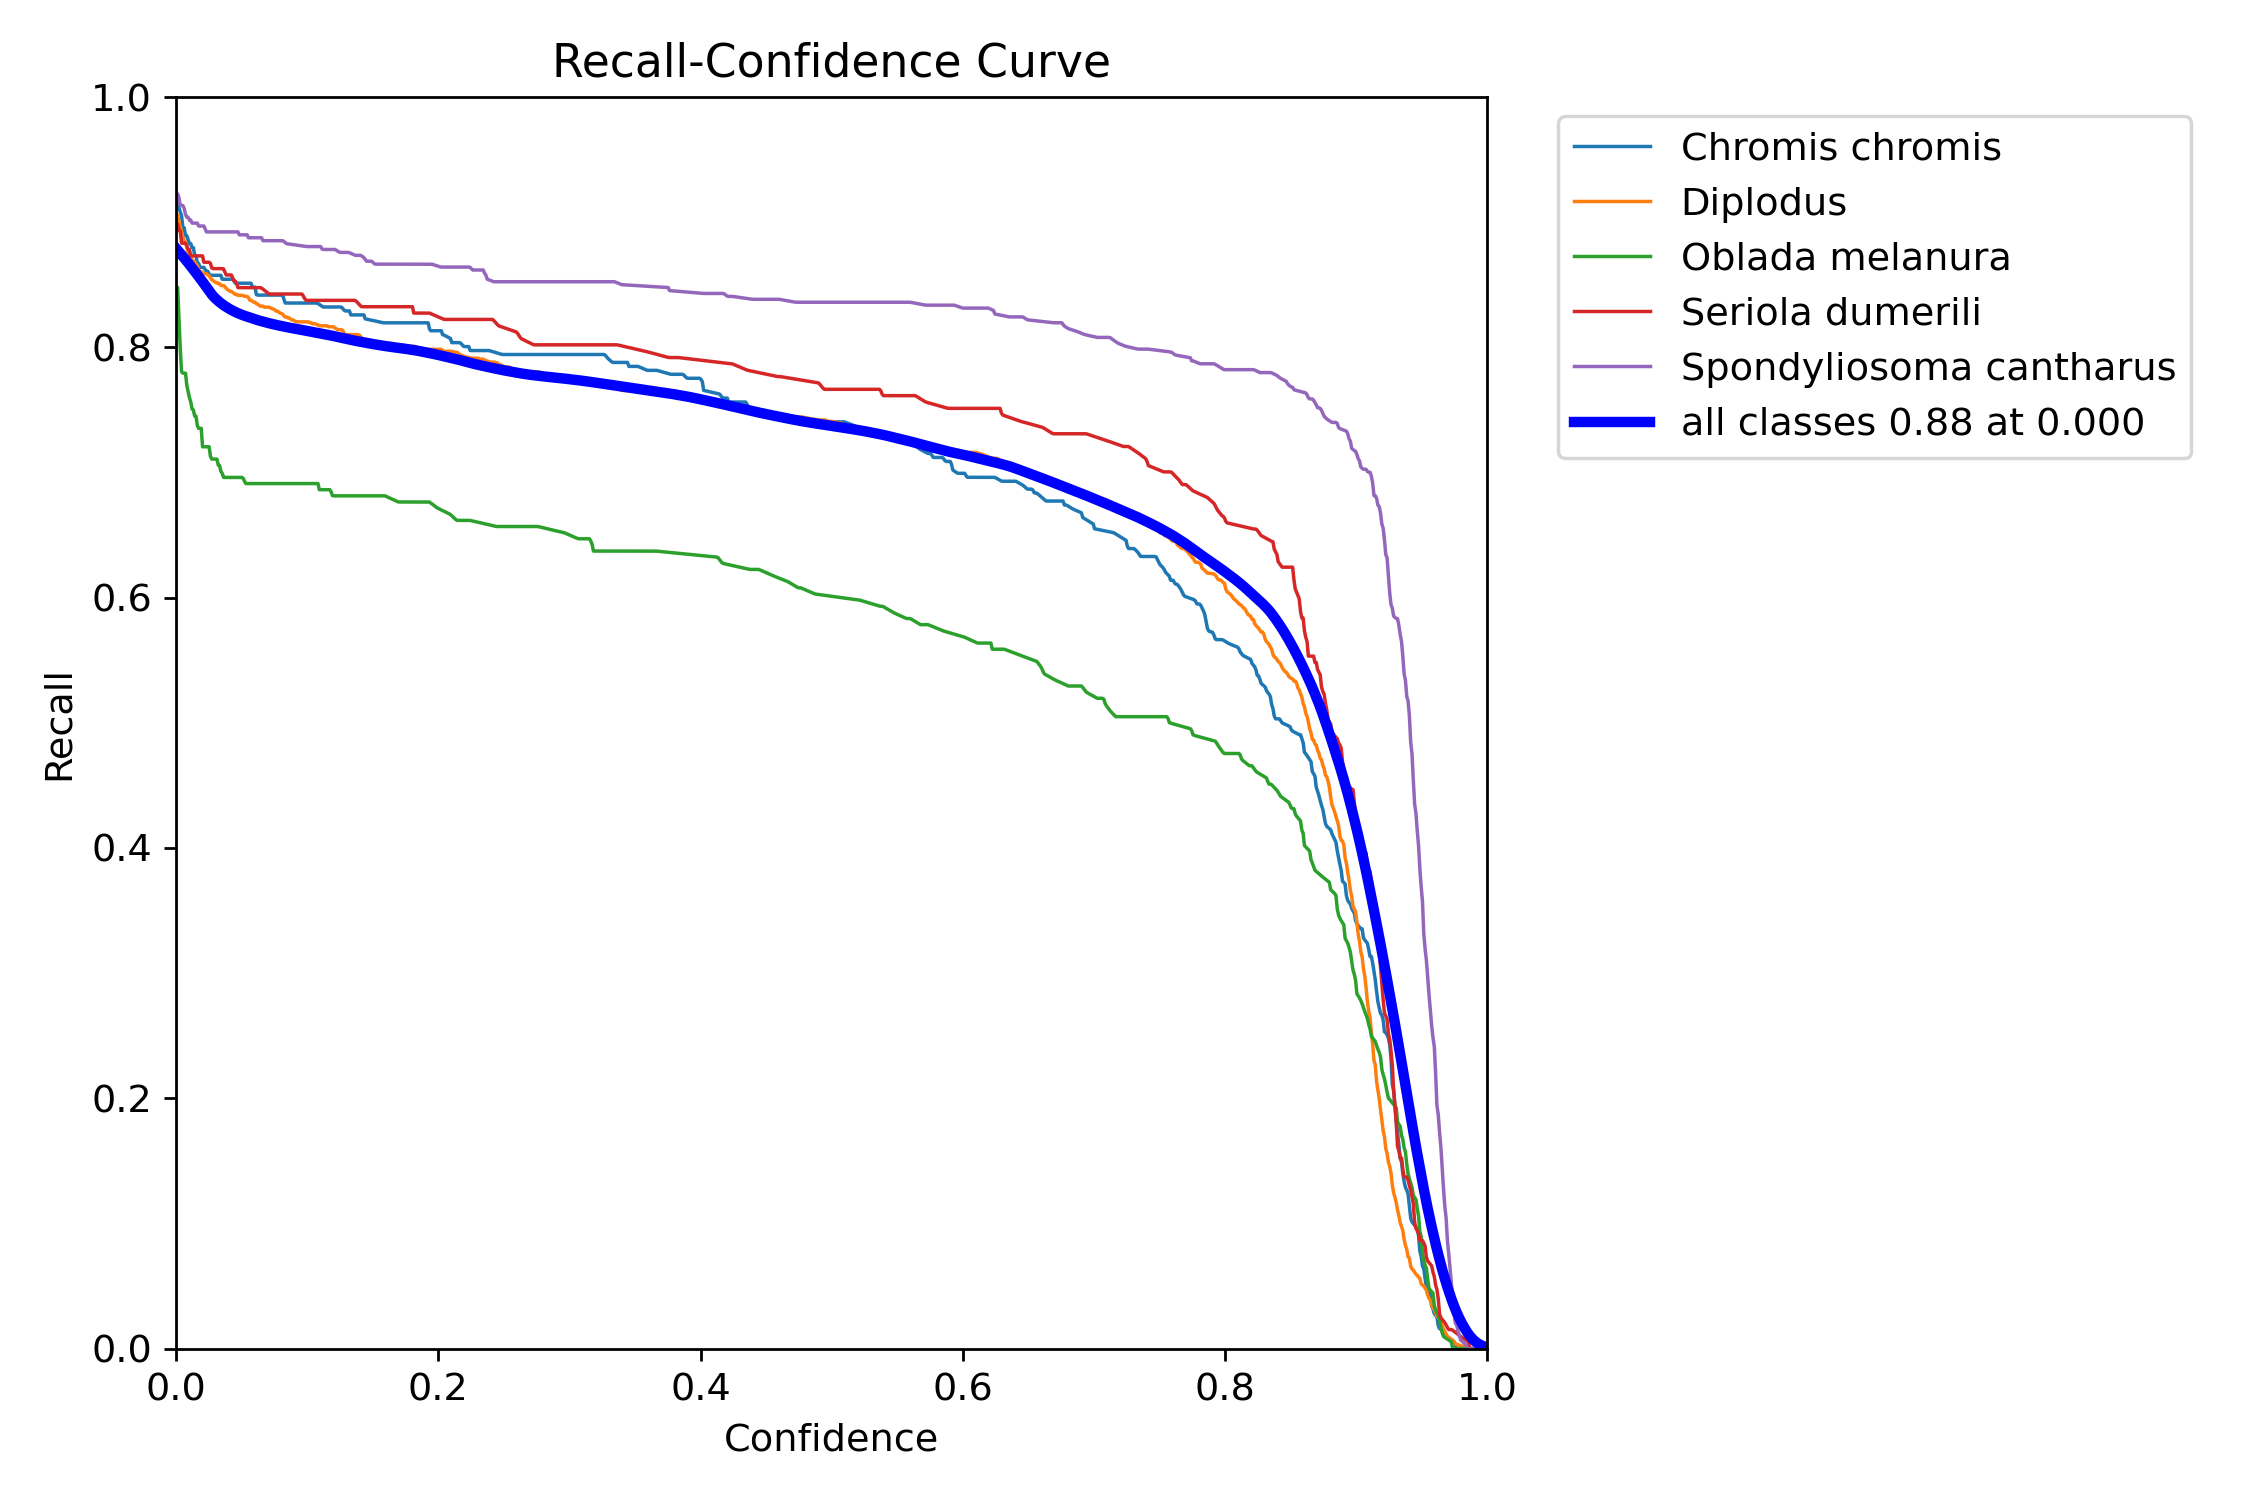 Recall-Confidence Curve
1.0
0.8
0.6
0.4
0.2
0.0
Recall
0.0 0.2 0.4 0.6 0.8 1.0
Confidence
Chromis chromis
Diplodus
Oblada melanura
Seriola dumerili
Spondyliosoma cantharus
all classes 0.88 at 0.000